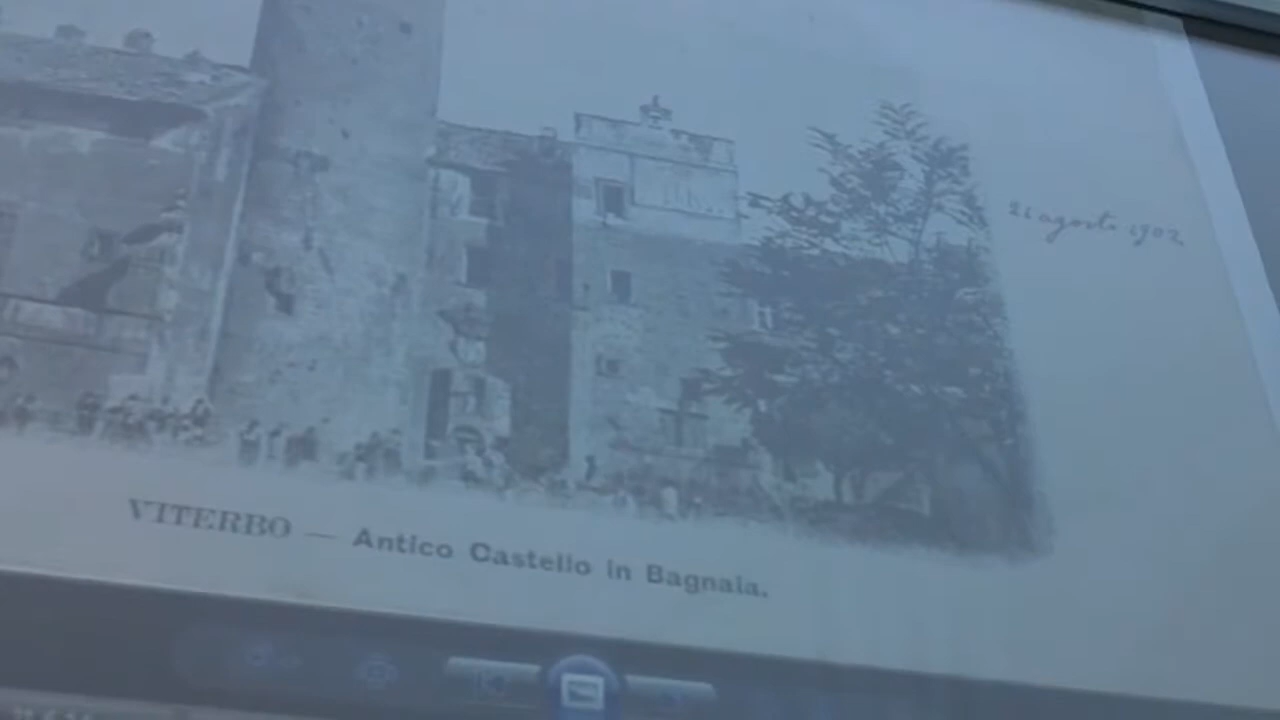 21 agosto 1902
VITERBO — Antico Castello in Bagnaia.